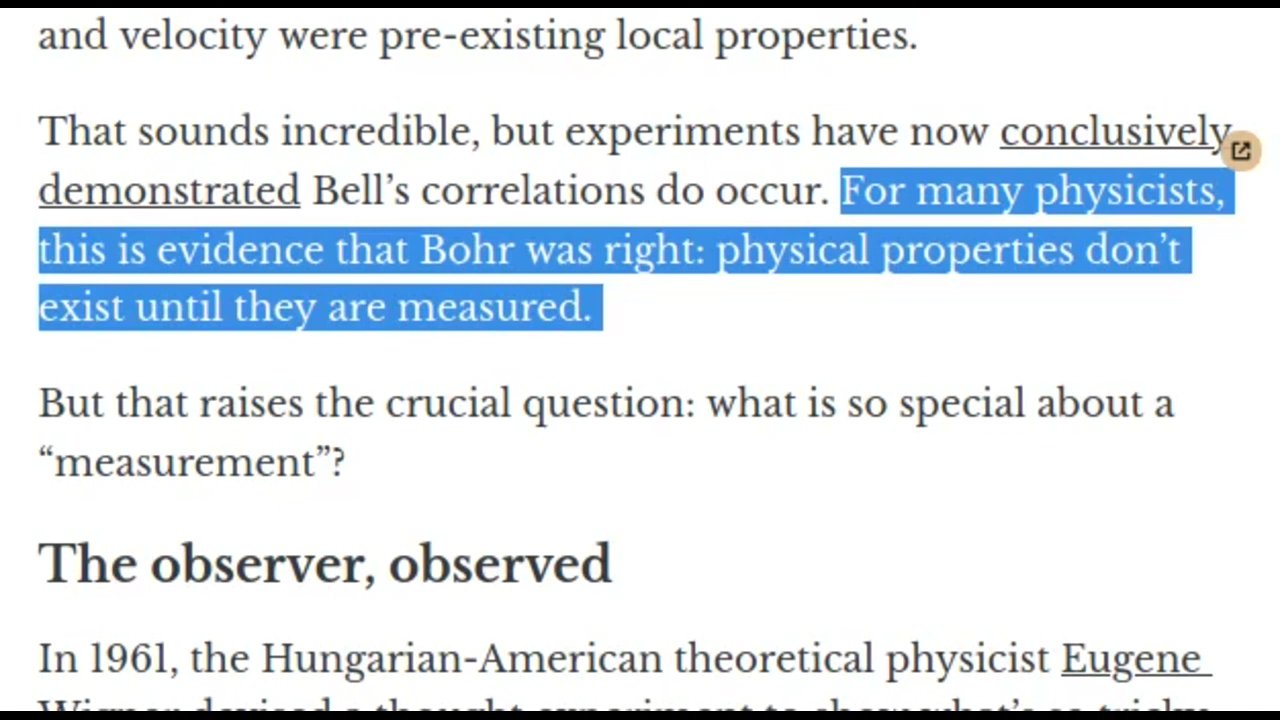 and velocity were pre-existing local properties.
That sounds incredible, but experiments have now conclusively
demonstrated Bell’s correlations do occur. For many physicists,
this is evidence that Bohr was right: physical properties don’t
exist until they are measured.
But that raises the crucial question: what is so special about a
“measurement”?
The observer, observed
In 1961, the Hungarian-American theoretical physicist Eugene